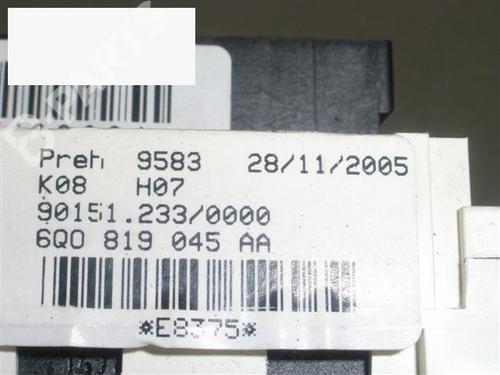 Preh 9583 28/11/2005
K08 H07
90151.233/0000
6Q0 819 045 AA
*E8375*